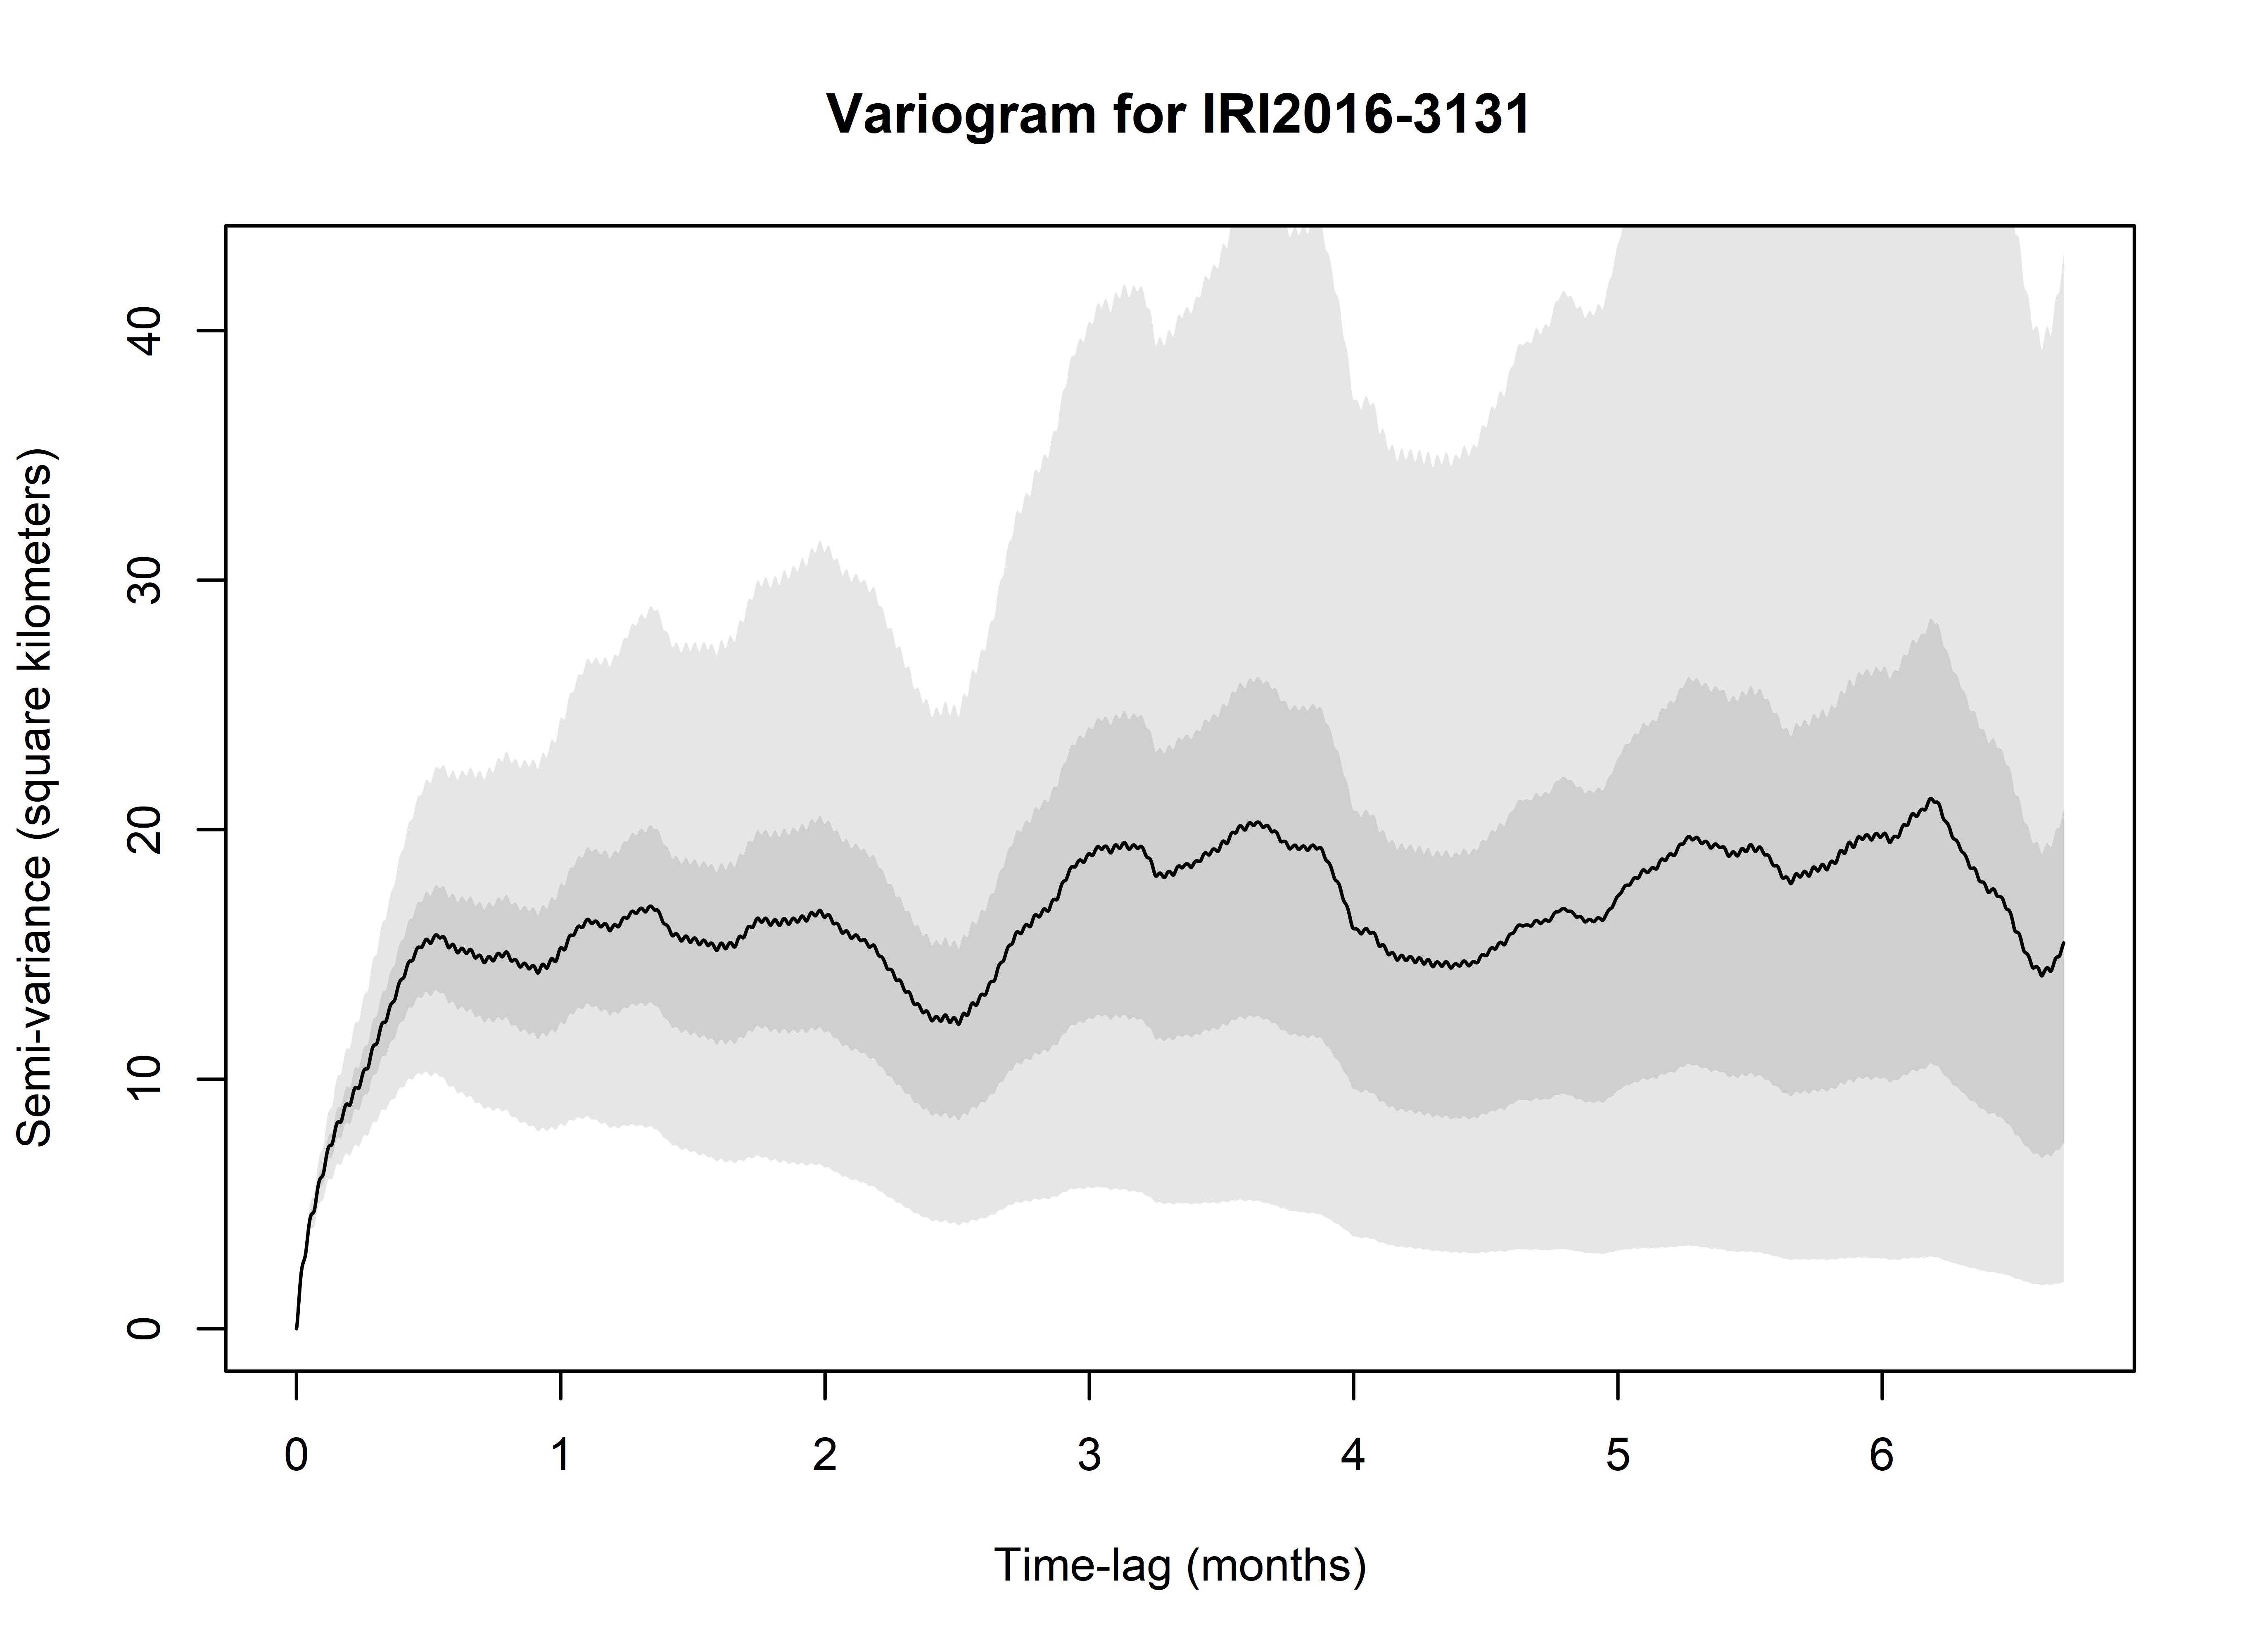 Variogram for IRI2016-3131
Semi-variance (square kilometers)
40
30
20
10
0
0 1 2 3 4 5 6
Time-lag (months)